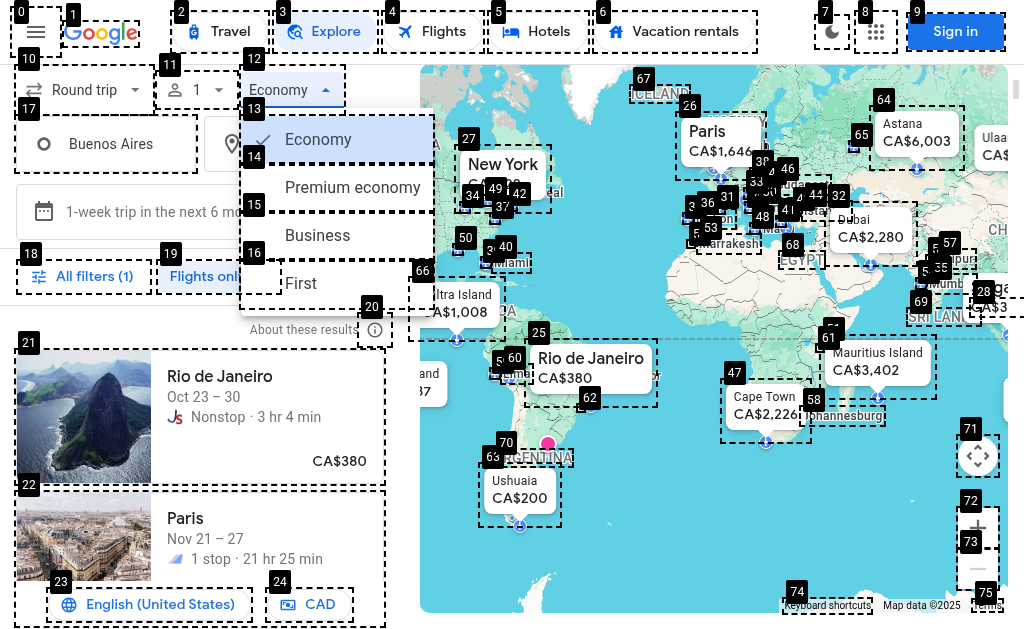 Google
Travel
Explore
Flights
Hotels
Vacation rentals
Sign in
Round trip
1
Economy
Buenos Aires
1-week trip in the next 6 mo
All filters (1)
Flights onl
Economy
Premium economy
Business
First
About these results
Rio de Janeiro
Oct 23 – 30
Nonstop · 3 hr 4 min
CA$380
Paris
Nov 21 – 27
1 stop · 21 hr 25 min
English (United States)
CAD
ICELAND
Paris
CA$1,646
Astana
CA$6,003
Ulaa
CA$
New York
Dubai
CA$2,280
Marrakesh
EGYPT
Miami
CH
SRI LANKA
ltra Island
CA$1,008
CA
Rio de Janeiro
CA$380
Lima
and
37
Mauritius Island
CA$3,402
Cape Town
CA$2,226
Johannesburg
ARGENTINA
Ushuaia
CA$200
Keyboard shortcuts
Map data ©2025
Terms
0
1
2
3
4
5
6
7
8
9
10
11
12
13
14
15
16
17
18
19
20
21
22
23
24
25
26
27
28
31
32
33
34
35
36
37
38
40
41
42
44
46
47
48
49
50
53
57
58
60
61
62
63
64
65
66
67
68
69
70
71
72
73
74
75